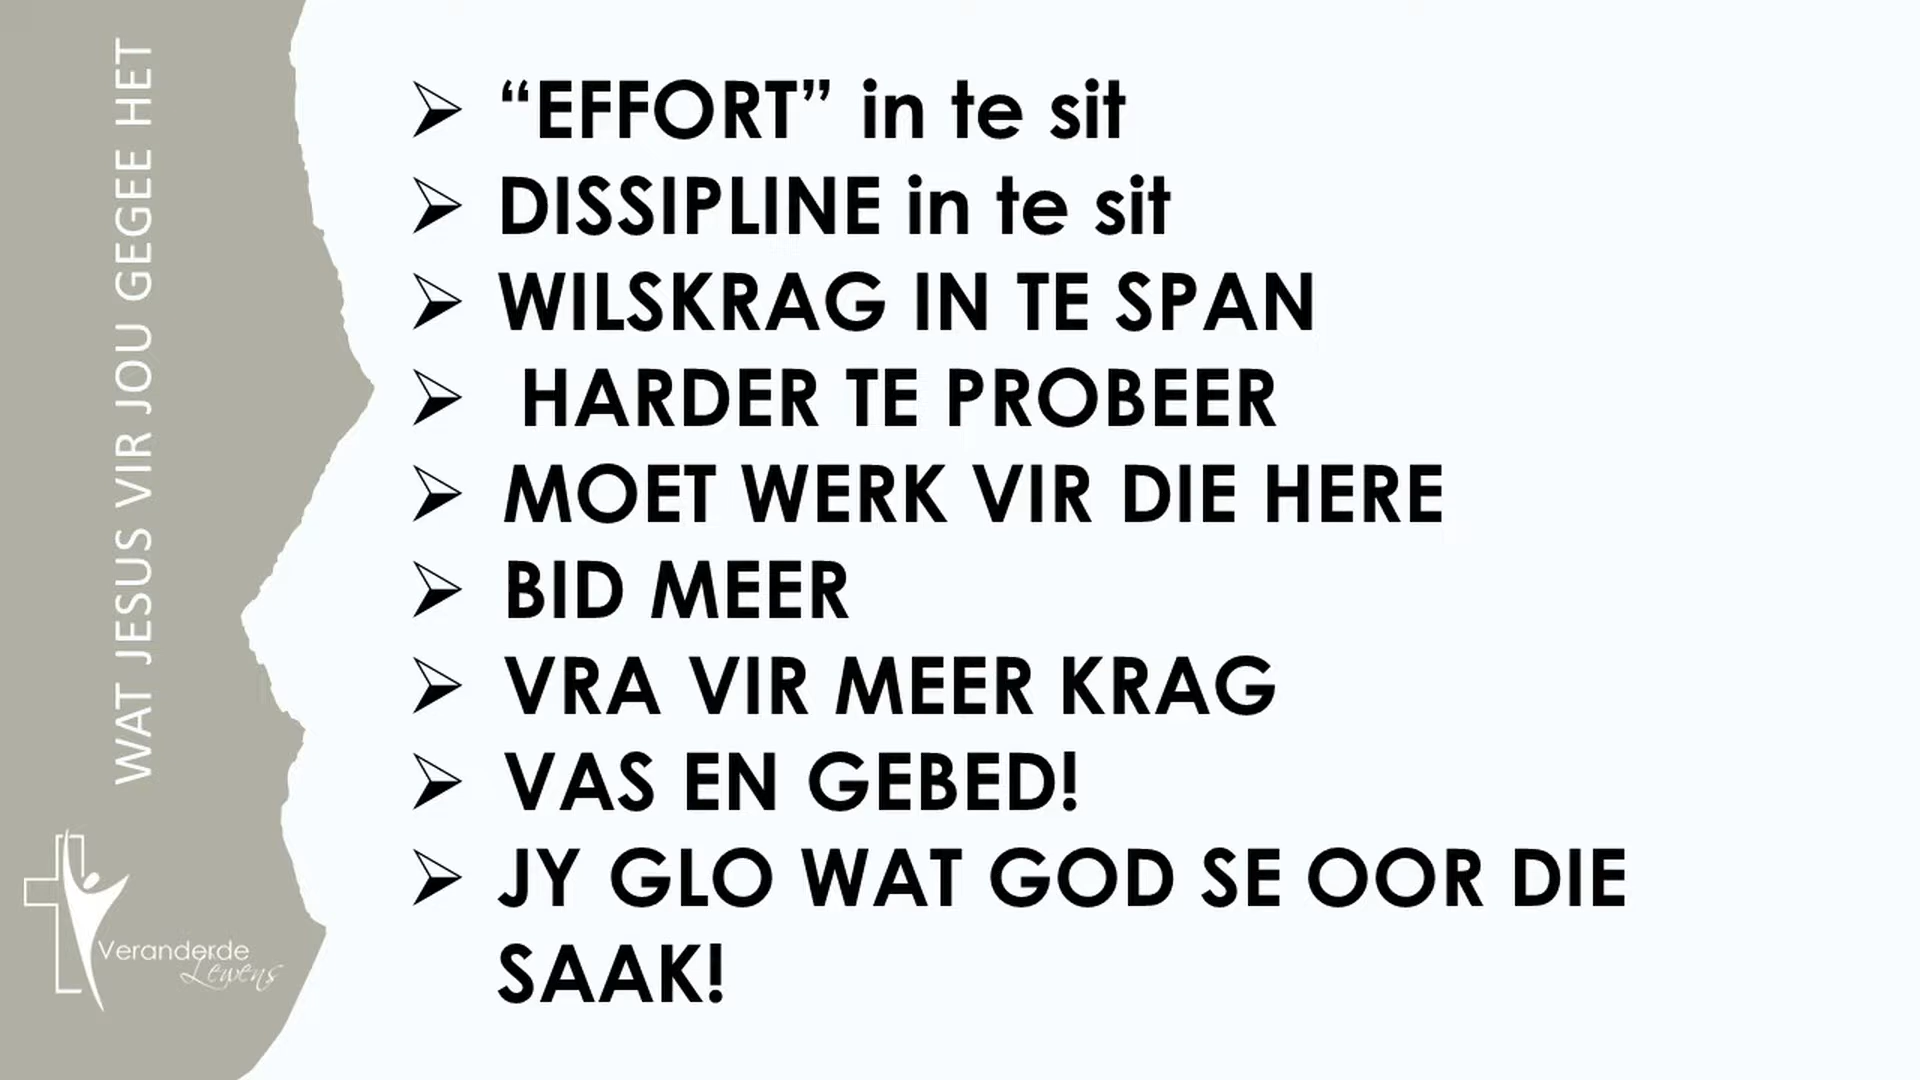 WAT JESUS VIR JOU GEGEE HET
“EFFORT” in te sit
DISSIPLINE in te sit
WILSKRAG IN TE SPAN
HARDER TE PROBEER
MOET WERK VIR DIE HERE
BID MEER
VRA VIR MEER KRAG
VAS EN GEBED!
JY GLO WAT GOD SE OOR DIE
SAAK!
Veranderde
Lewens